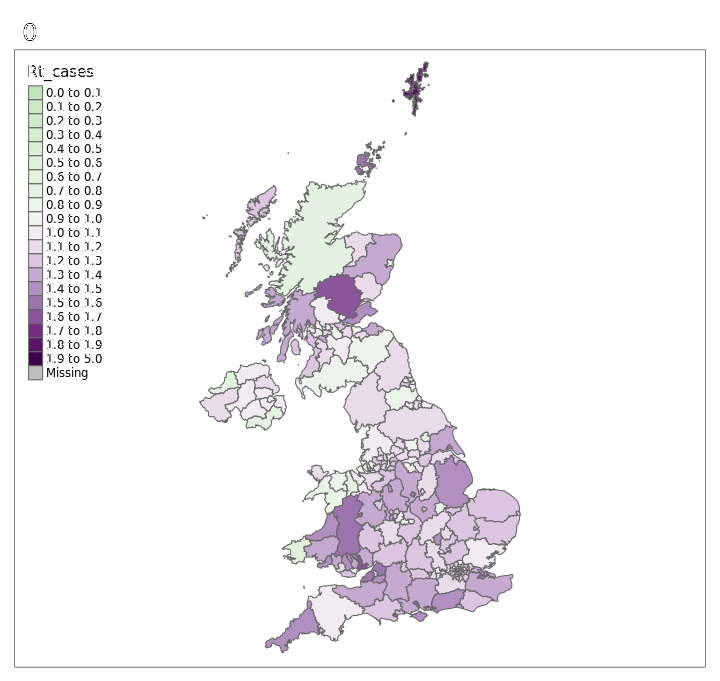 0
Rt_cases
0.0 to 0.1
0.1 to 0.2
0.2 to 0.3
0.3 to 0.4
0.4 to 0.5
0.5 to 0.6
0.6 to 0.7
0.7 to 0.8
0.8 to 0.9
0.9 to 1.0
1.0 to 1.1
1.1 to 1.2
1.2 to 1.3
1.3 to 1.4
1.4 to 1.5
1.5 to 1.6
1.6 to 1.7
1.7 to 1.8
1.8 to 1.9
1.9 to 5.0
Missing